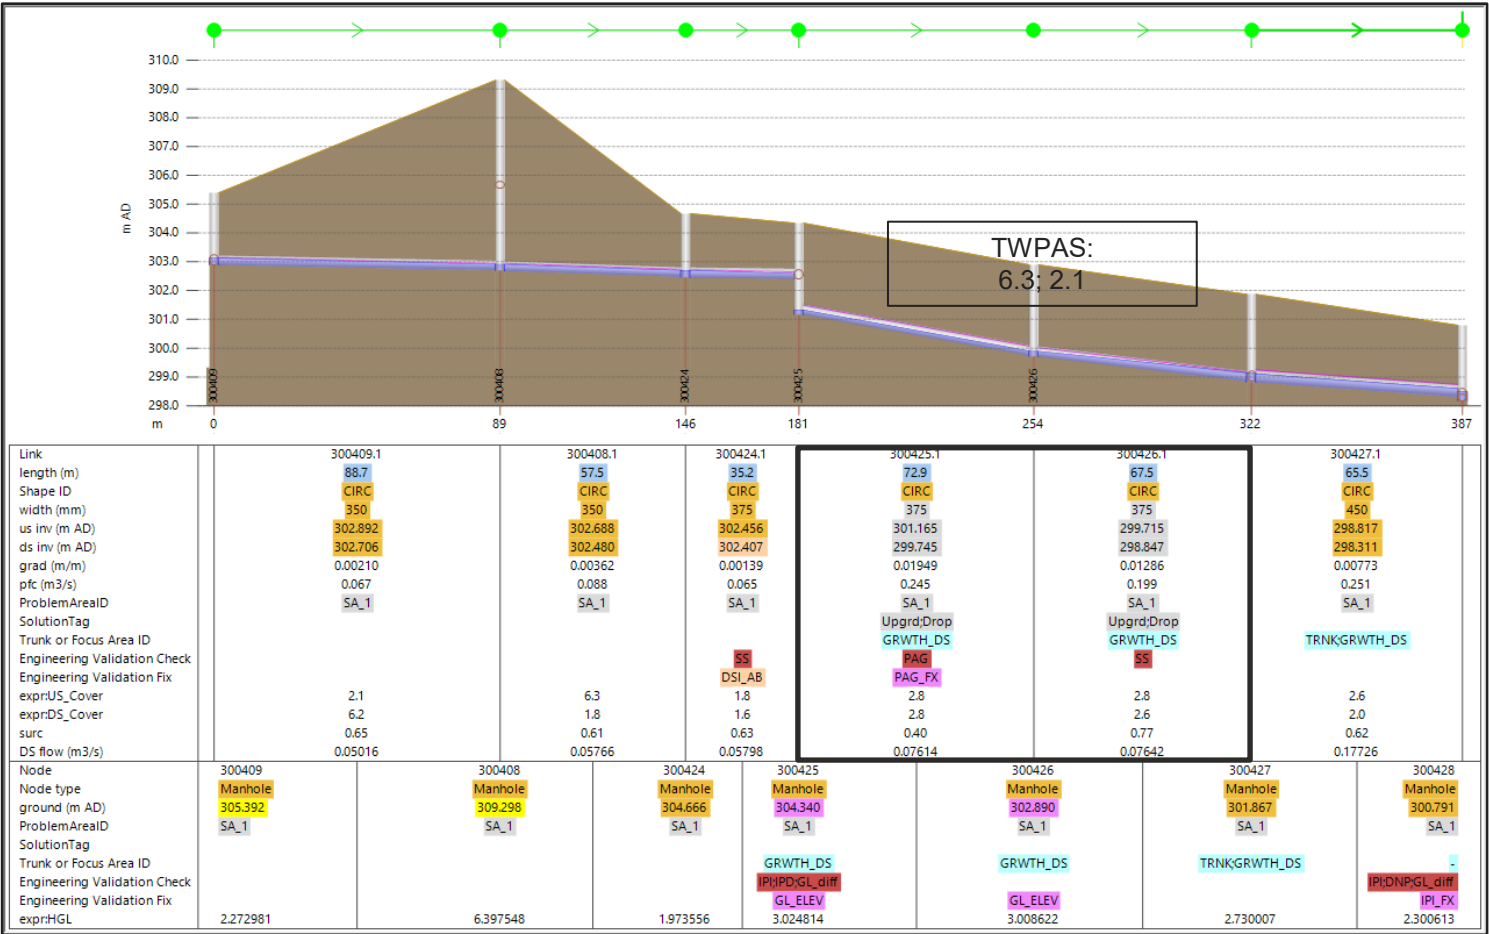 310.0
309.0
308.0
307.0
306.0
305.0
304.0
303.0
302.0
301.0
300.0
299.0
298.0
m AD
TWPAS:
6.3; 2.1
300409 300408 300424 300425 300426
m 0 89 146 181 254 322 387
Link 300409.1 300408.1 300424.1 300425.1 300426.1 300427.1
length (m) 88.7 57.5 35.2 72.9 67.5 65.5
Shape ID CIRC CIRC CIRC CIRC CIRC CIRC
width (mm) 350 350 375 375 375 450
us inv (m AD) 302.892 302.688 302.456 301.165 299.715 298.817
ds inv (m AD) 302.706 302.480 302.407 299.745 298.847 298.311
grad (m/m) 0.00210 0.00362 0.00139 0.01949 0.01286 0.00773
pfc (m3/s) 0.067 0.088 0.065 0.245 0.199 0.251
ProblemAreaID SA_1 SA_1 SA_1 SA_1 SA_1 SA_1
SolutionTag Upgrd;Drop Upgrd;Drop
Trunk or Focus Area ID GRWTH_DS GRWTH_DS TRNK;GRWTH_DS
Engineering Validation Check SS PAG SS
Engineering Validation Fix DSI_AB PAG_FX
expr:US_Cover 2.1 6.3 1.8 2.8 2.8 2.6
expr:DS_Cover 6.2 1.8 1.6 2.8 2.6 2.0
surc 0.65 0.61 0.63 0.40 0.77 0.62
DS flow (m3/s) 0.05016 0.05766 0.05798 0.07614 0.07642 0.17726
Node 300409 300408 300424 300425 300426 300427 300428
Node type Manhole Manhole Manhole Manhole Manhole Manhole Manhole
ground (m AD) 305.392 309.298 304.666 304.340 302.890 301.867 300.791
ProblemAreaID SA_1 SA_1 SA_1 SA_1 SA_1 SA_1 SA_1
SolutionTag
Trunk or Focus Area ID GRWTH_DS GRWTH_DS TRNK;GRWTH_DS -
Engineering Validation Check IPI;IPD;GL_diff IPI;DNP;GL_diff
Engineering Validation Fix GL_ELEV GL_ELEV IPI_FX
expr:HGL 2.272981 6.397548 1.973556 3.024814 3.008622 2.730007 2.300613